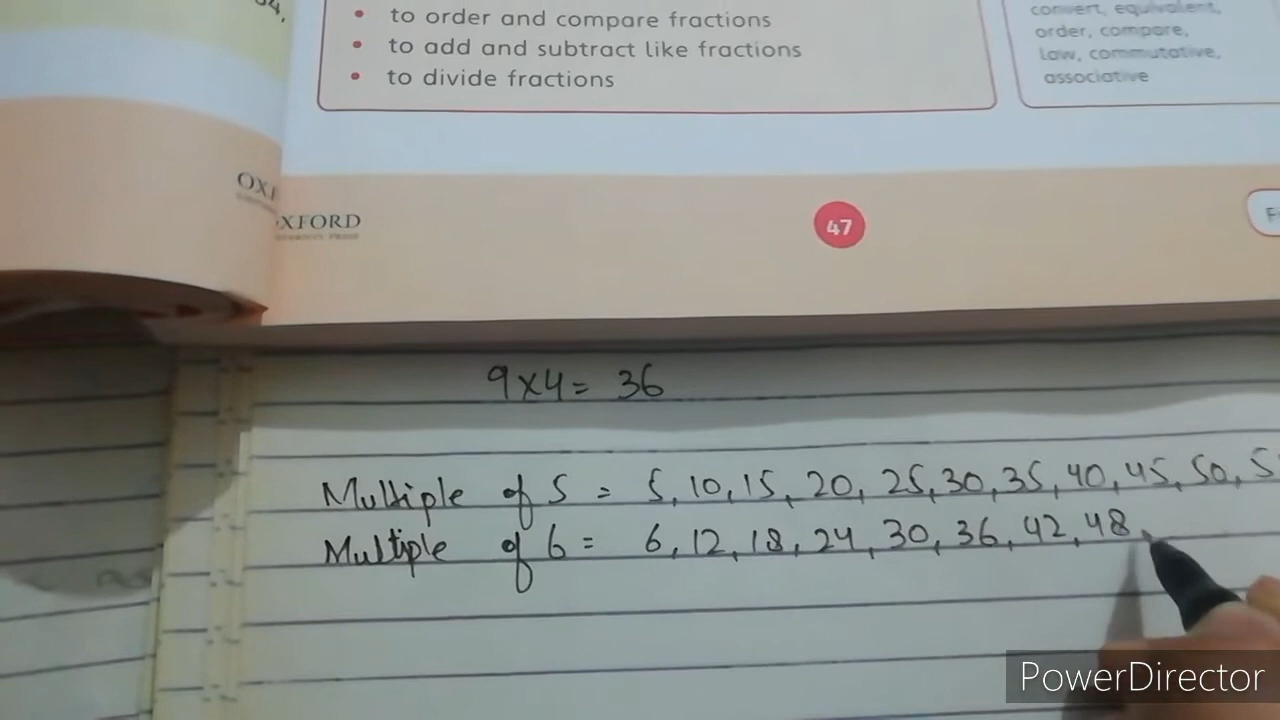 • to order and compare fractions
• to add and subtract like fractions
• to divide fractions
convert, equivalent,
order, compare,
law, commutative,
associative
OXF
OXFORD
47
9x4= 36
Multiple of 5 = 5, 10, 15, 20, 25, 30, 35, 40, 45, 50, 5
Multiple of 6 = 6, 12, 18, 24, 30, 36, 42, 48,
PowerDirector